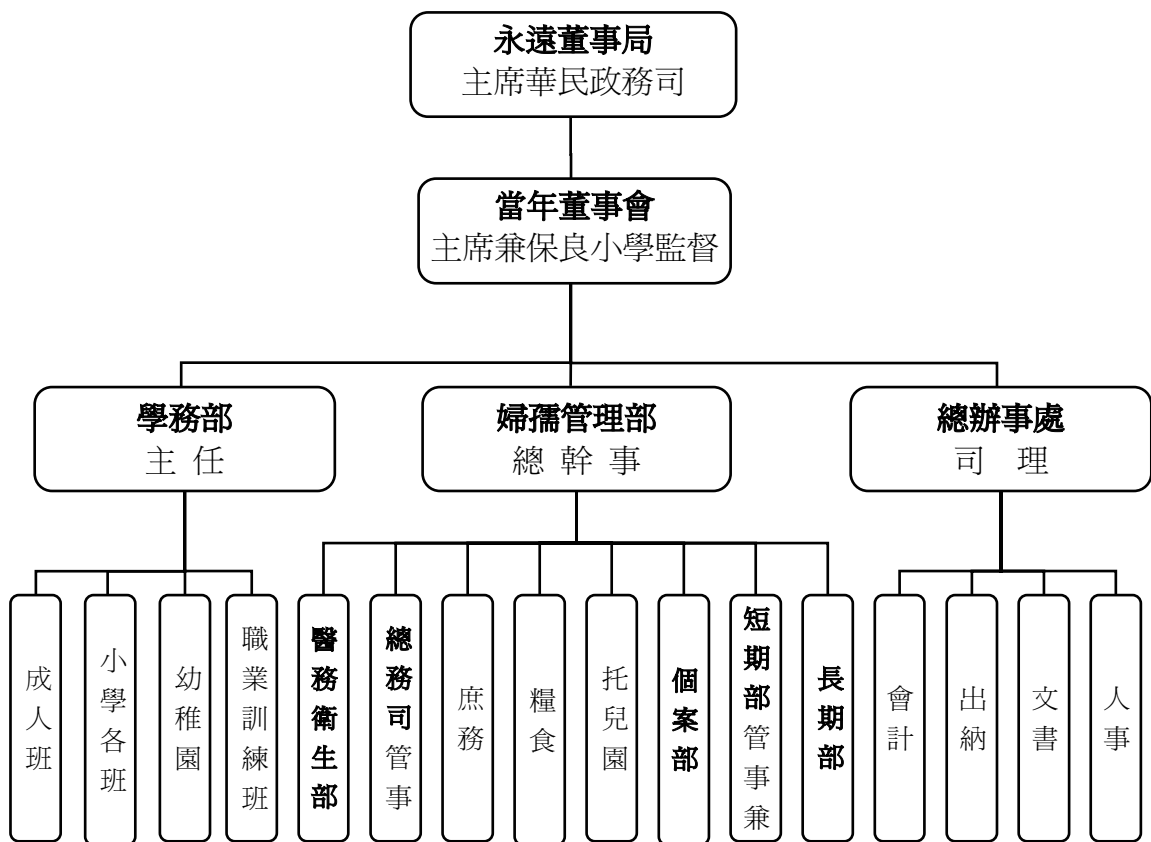 永遠董事局
主席華民政務司
當年董事會
主席兼保良小學監督
學務部
主 任
婦孺管理部
總 幹 事
總辦事處
司 理
成人班
小學各班
幼稚園
職業訓練班
醫務衞生部
總務司管事
庶務
糧食
托兒園
個案部
短期部管事兼
長期部
會計
出納
文書
人事